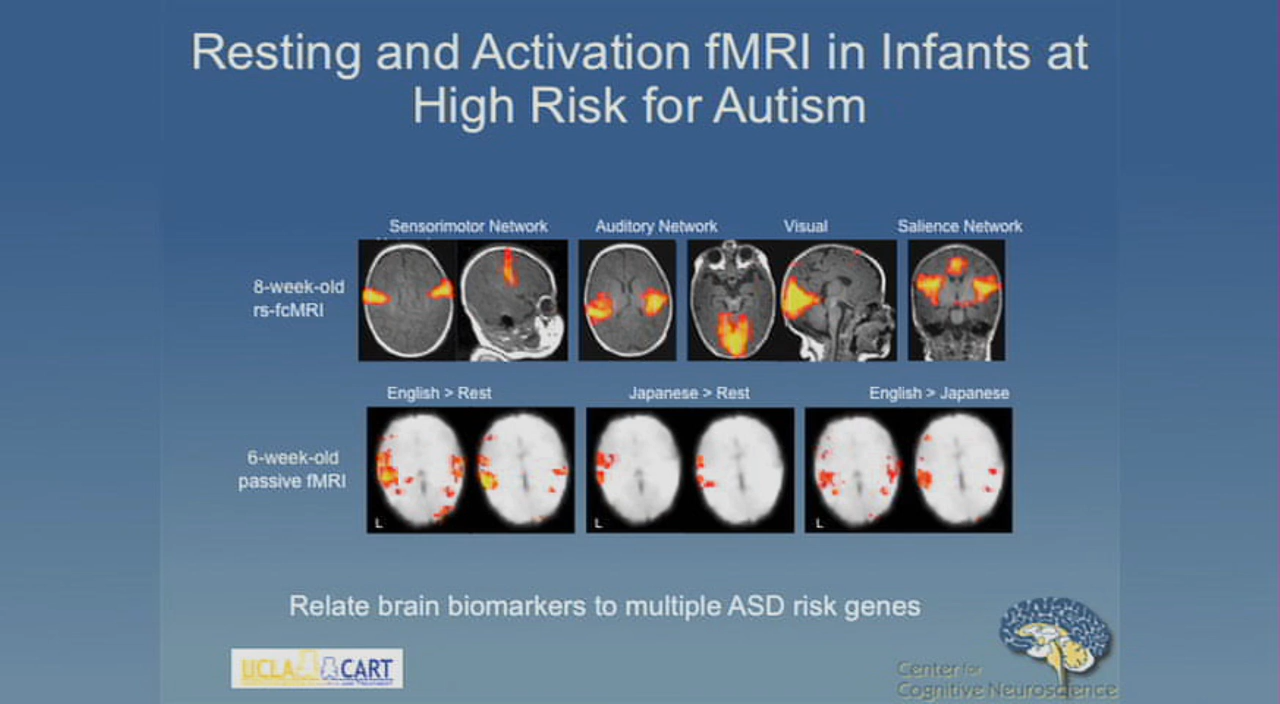 Resting and Activation fMRI in Infants at
High Risk for Autism
Sensorimotor Network
Auditory Network
Visual
Salience Network
8-week-old
rs-fcMRI
English > Rest
Japanese > Rest
English > Japanese
6-week-old
passive fMRI
L
L
L
Relate brain biomarkers to multiple ASD risk genes
UCLA CART
Center for
Cognitive Neuroscience